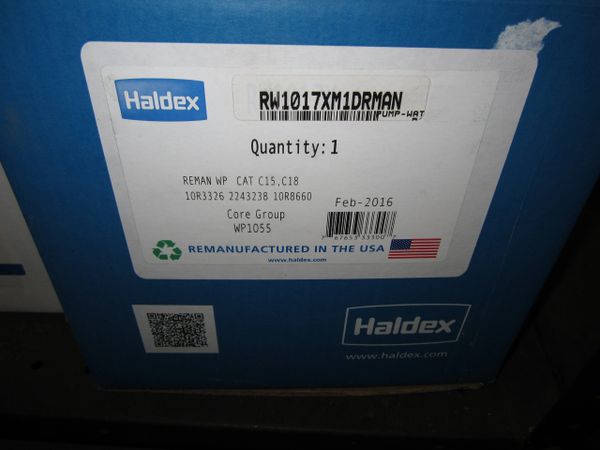 Haldex
RW1017XM1DRMAN
PUMP-WAT
Quantity: 1
REMAN WP CAT C15,C18
10R3326 2243238 10R8660
Feb-2016
Core Group
WP1055
REMANUFACTURED IN THE USA
www.haldex.com
Haldex
www.haldex.com